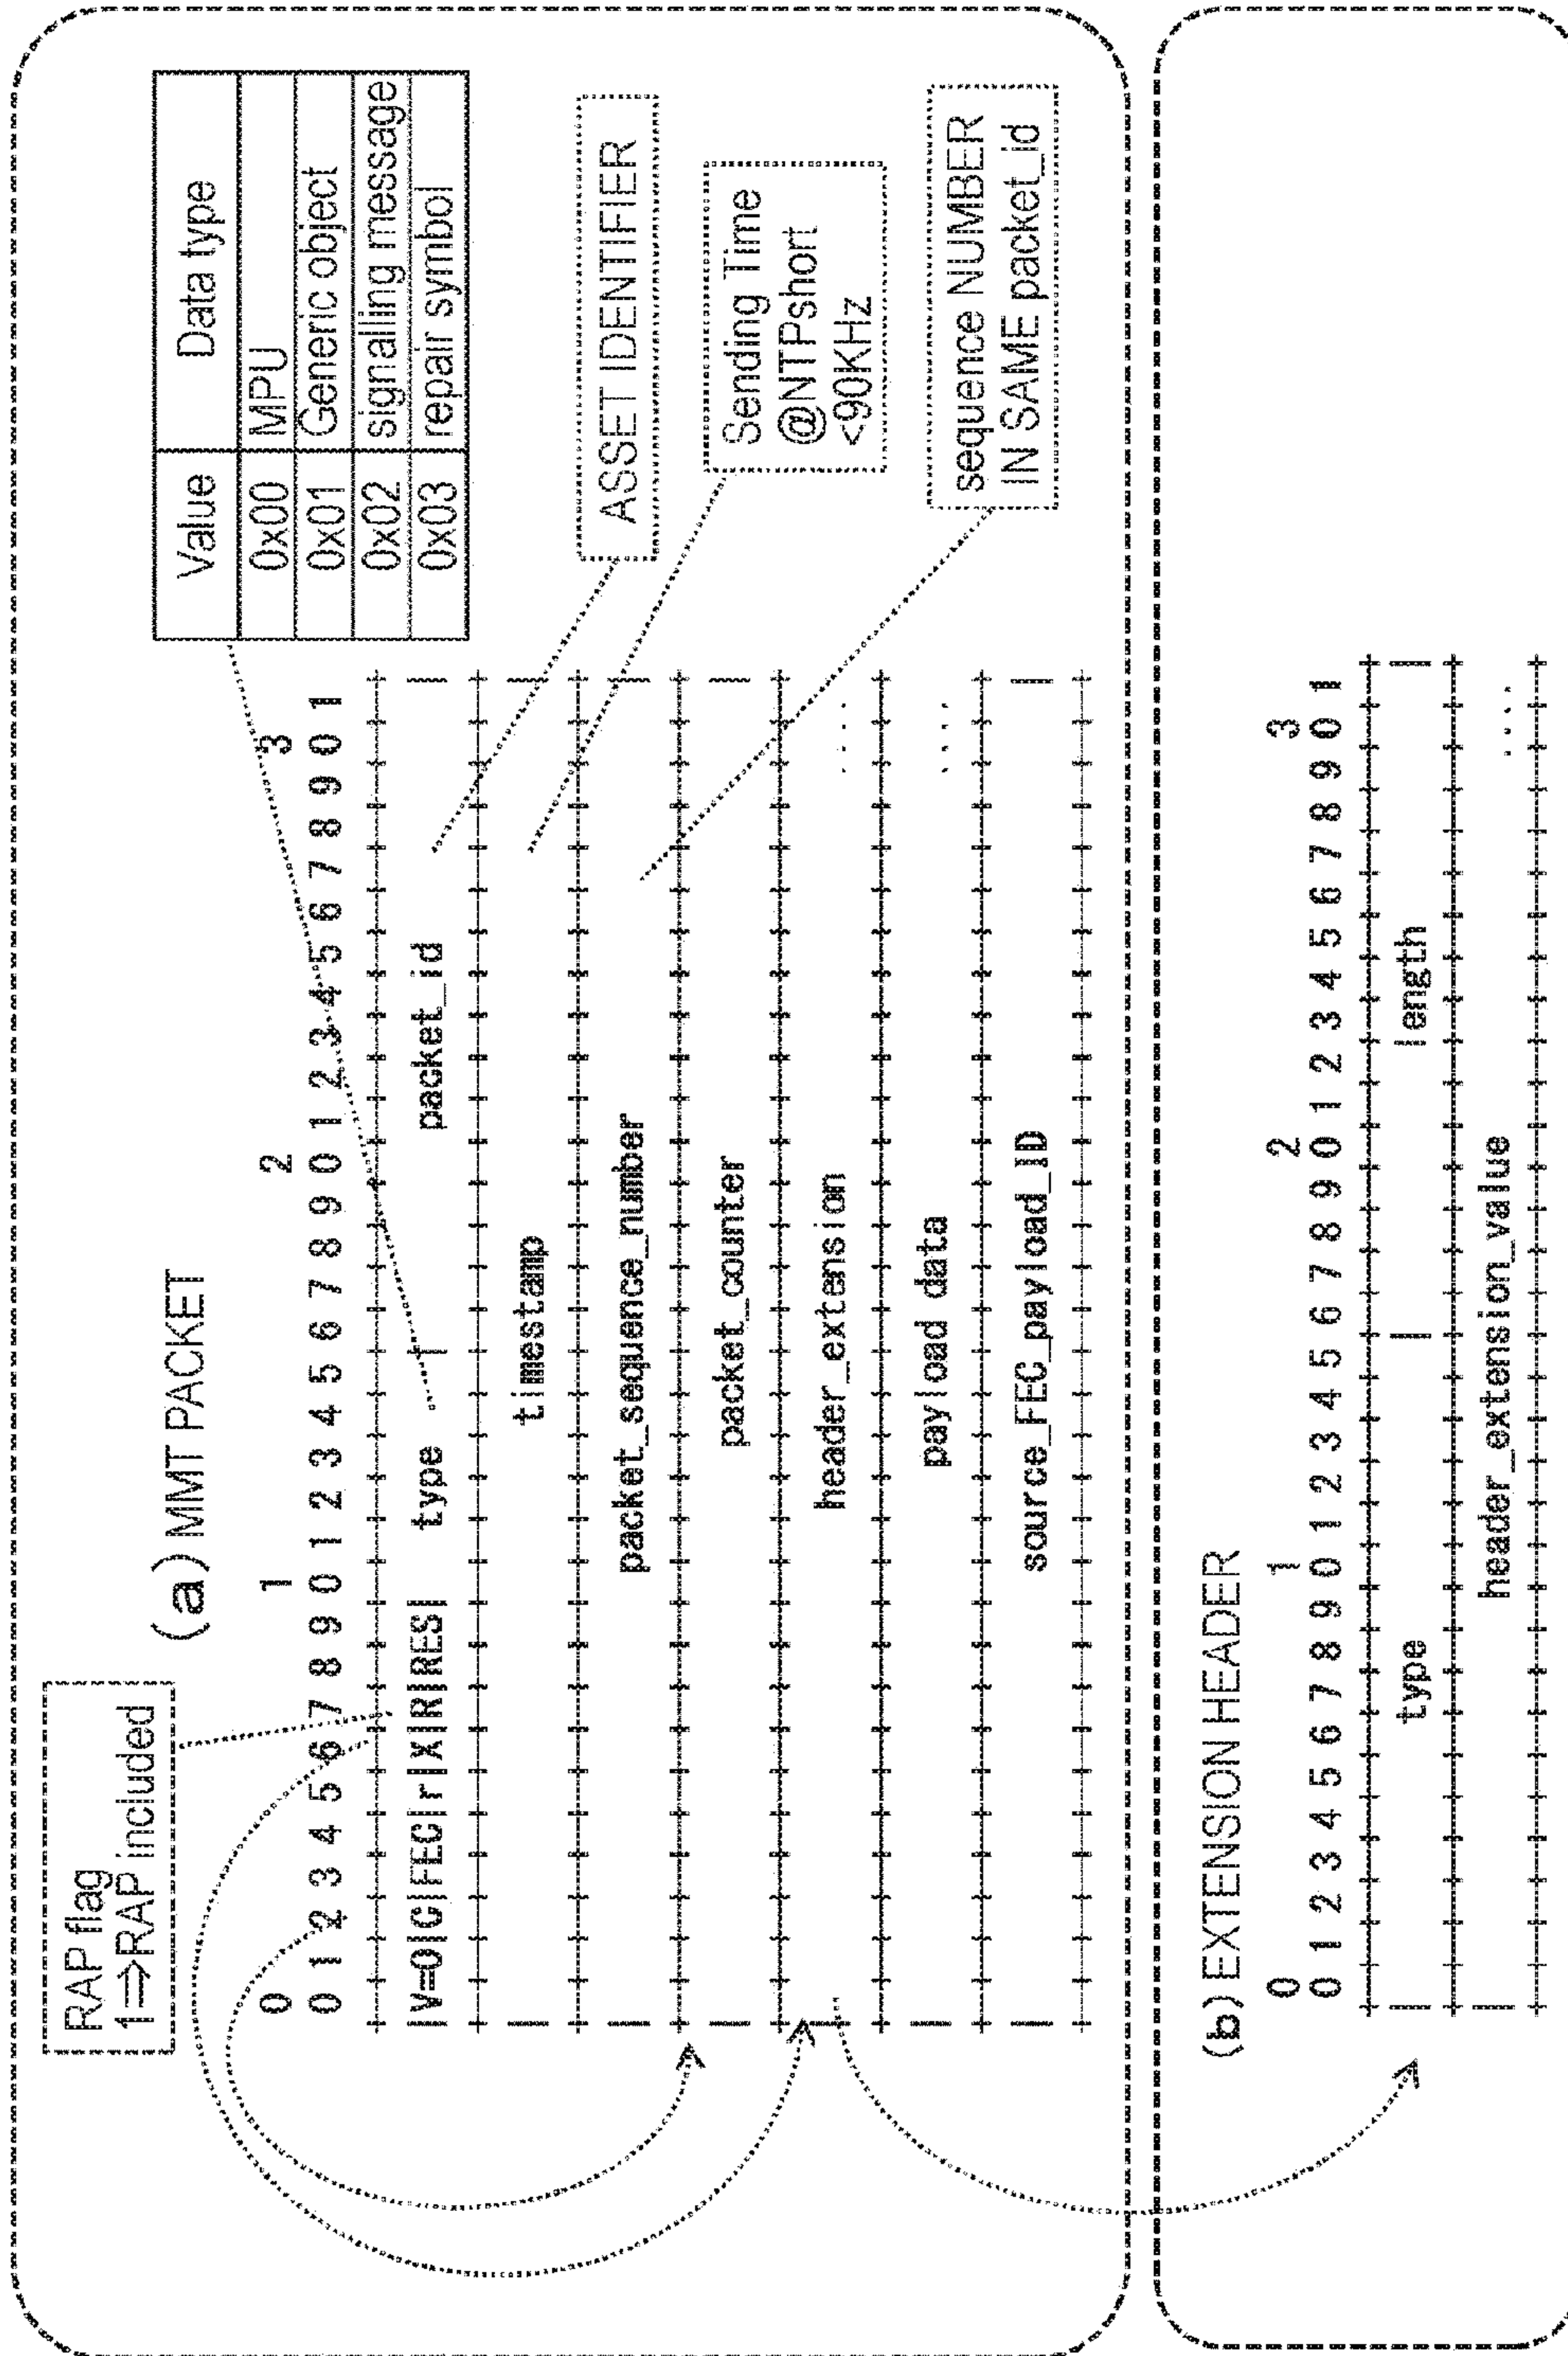 (a) MMT PACKET
RAP flag
1⇒RAP included
Value Data type
0x00 MPU
0x01 Generic object
0x02 signalling message
0x03 repair symbol
0 1 2 3
0 1 2 3 4 5 6 7 8 9 0 1 2 3 4 5 6 7 8 9 0 1 2 3 4 5 6 7 8 9 0 1
|V=0|C|FEC|r|X|R|RES| type | packet_id |
| timestamp |
| packet_sequence_number |
| packet_counter |
| header_extension ....
| payload data ....
| source_FEC_payload_ID |
ASSET IDENTIFIER
Sending Time
@NTPshort
<90KHz
sequence NUMBER
IN SAME packet_id
(b) EXTENSION HEADER
0 1 2 3
0 1 2 3 4 5 6 7 8 9 0 1 2 3 4 5 6 7 8 9 0 1 2 3 4 5 6 7 8 9 0 1
| type | length |
| header_extension_value ....